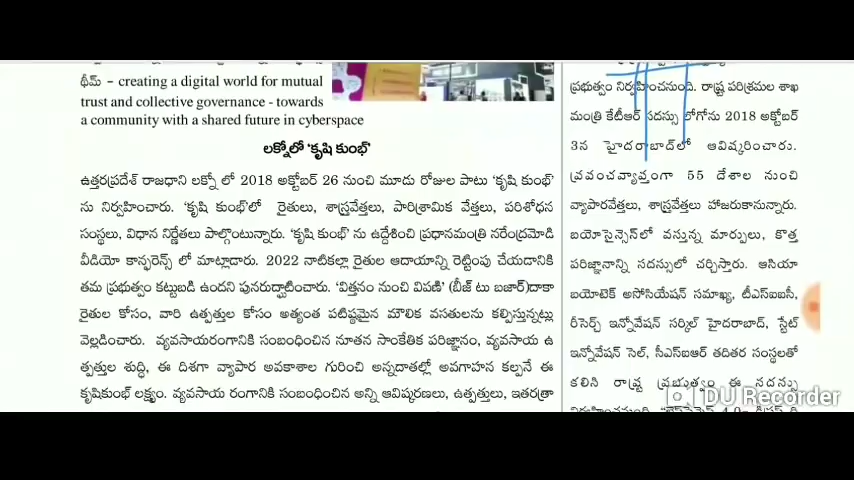 థీమ్ – creating a digital world for mutual
trust and collective governance - towards
a community with a shared future in cyberspace
లక్నోలో ‘కృషి కుంభ్’
ఉత్తరప్రదేశ్ రాజధాని లక్నో లో 2018 అక్టోబర్ 26 నుంచి మూడు రోజుల పాటు ‘కృషి కుంభ్’
ను నిర్వహించారు. ‘కృషి కుంభ్’లో రైతులు, శాస్త్రవేత్తలు, పారిశ్రామిక వేత్తలు, పరిశోధన
సంస్థలు, విధాన నిర్ణేతలు పాల్గొంటున్నారు. ‘కృషి కుంభ్’ ను ఉద్దేశించి ప్రధానమంత్రి నరేంద్రమోడి
వీడియో కాన్ఫరెన్స్ లో మాట్లాడారు. 2022 నాటికల్లా రైతుల ఆదాయాన్ని రెట్టింపు చేయడానికి
తమ ప్రభుత్వం కట్టుబడి ఉందని పునరుద్ఘాటించారు. ‘విత్తనం నుంచి విపణి’ (బీజ్ టు బజార్)దాకా
రైతుల కోసం, వారి ఉత్పత్తుల కోసం అత్యంత పటిష్ఠమైన మౌలిక వసతులను కల్పిస్తున్నట్లు
వెల్లడించారు. వ్యవసాయరంగానికి సంబంధించిన నూతన సాంకేతిక పరిజ్ఞానం, వ్యవసాయ ఉ
త్పత్తుల శుద్ధి, ఈ దిశగా వ్యాపార అవకాశాల గురించి అన్నదాతల్లో అవగాహన కల్పనే ఈ
కృషికుంభ్ లక్ష్యం. వ్యవసాయ రంగానికి సంబంధించిన అన్ని ఆవిష్కరణలు, ఉత్పత్తులు, ఇతరత్రా
ప్రభుత్వం నిర్వహించనుంది. రాష్ట్ర పరిశ్రమల శాఖ
మంత్రి కేటీఆర్ సదస్సు లోగోను 2018 అక్టోబర్
3న హైదరాబాద్‌లో ఆవిష్కరించారు.
ప్రపంచవ్యాప్తంగా 55 దేశాల నుంచి
వ్యాపారవేత్తలు, శాస్త్రవేత్తలు హాజరుకానున్నారు.
బయోసైన్సెస్‌లో వస్తున్న మార్పులు, కొత్త
పరిజ్ఞానాన్ని సదస్సులో చర్చిస్తారు. ఆసియా
బయోటెక్ అసోసియేషన్ సమాఖ్య, టీఎస్ఐఐసీ,
రీసెర్చ్ ఇన్నోవేషన్ సర్కిల్ హైదరాబాద్, స్టేట్
ఇన్నోవేషన్ సెల్, సీఎస్ఐఆర్ తదితర సంస్థలతో
కలిసి రాష్ట్ర ప్రభుత్వం ఈ సదస్సు
DU Recorder